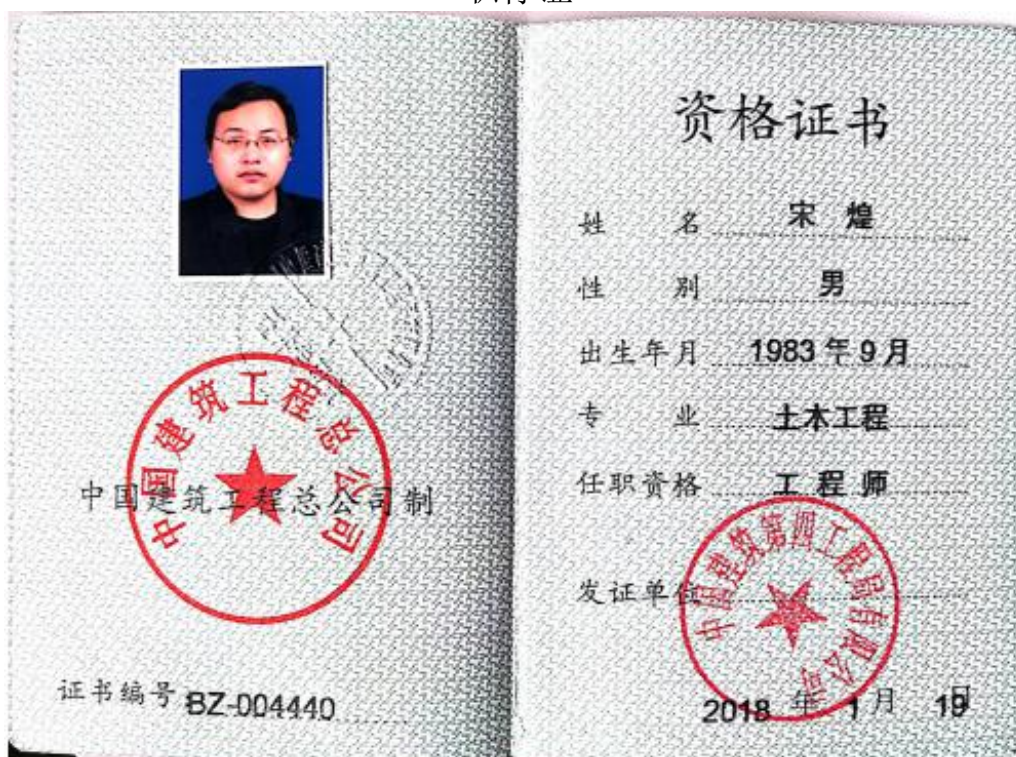 中国建筑工程总公司
中国建筑工程总公司制
证书编号 BZ-004440
资格证书
姓 名 宋 煌
性 别 男
出生年月 1983年9月
专 业 土木工程
任职资格 工程师
发证单位
中国建筑第四工程局有限公司
2018年1月19日